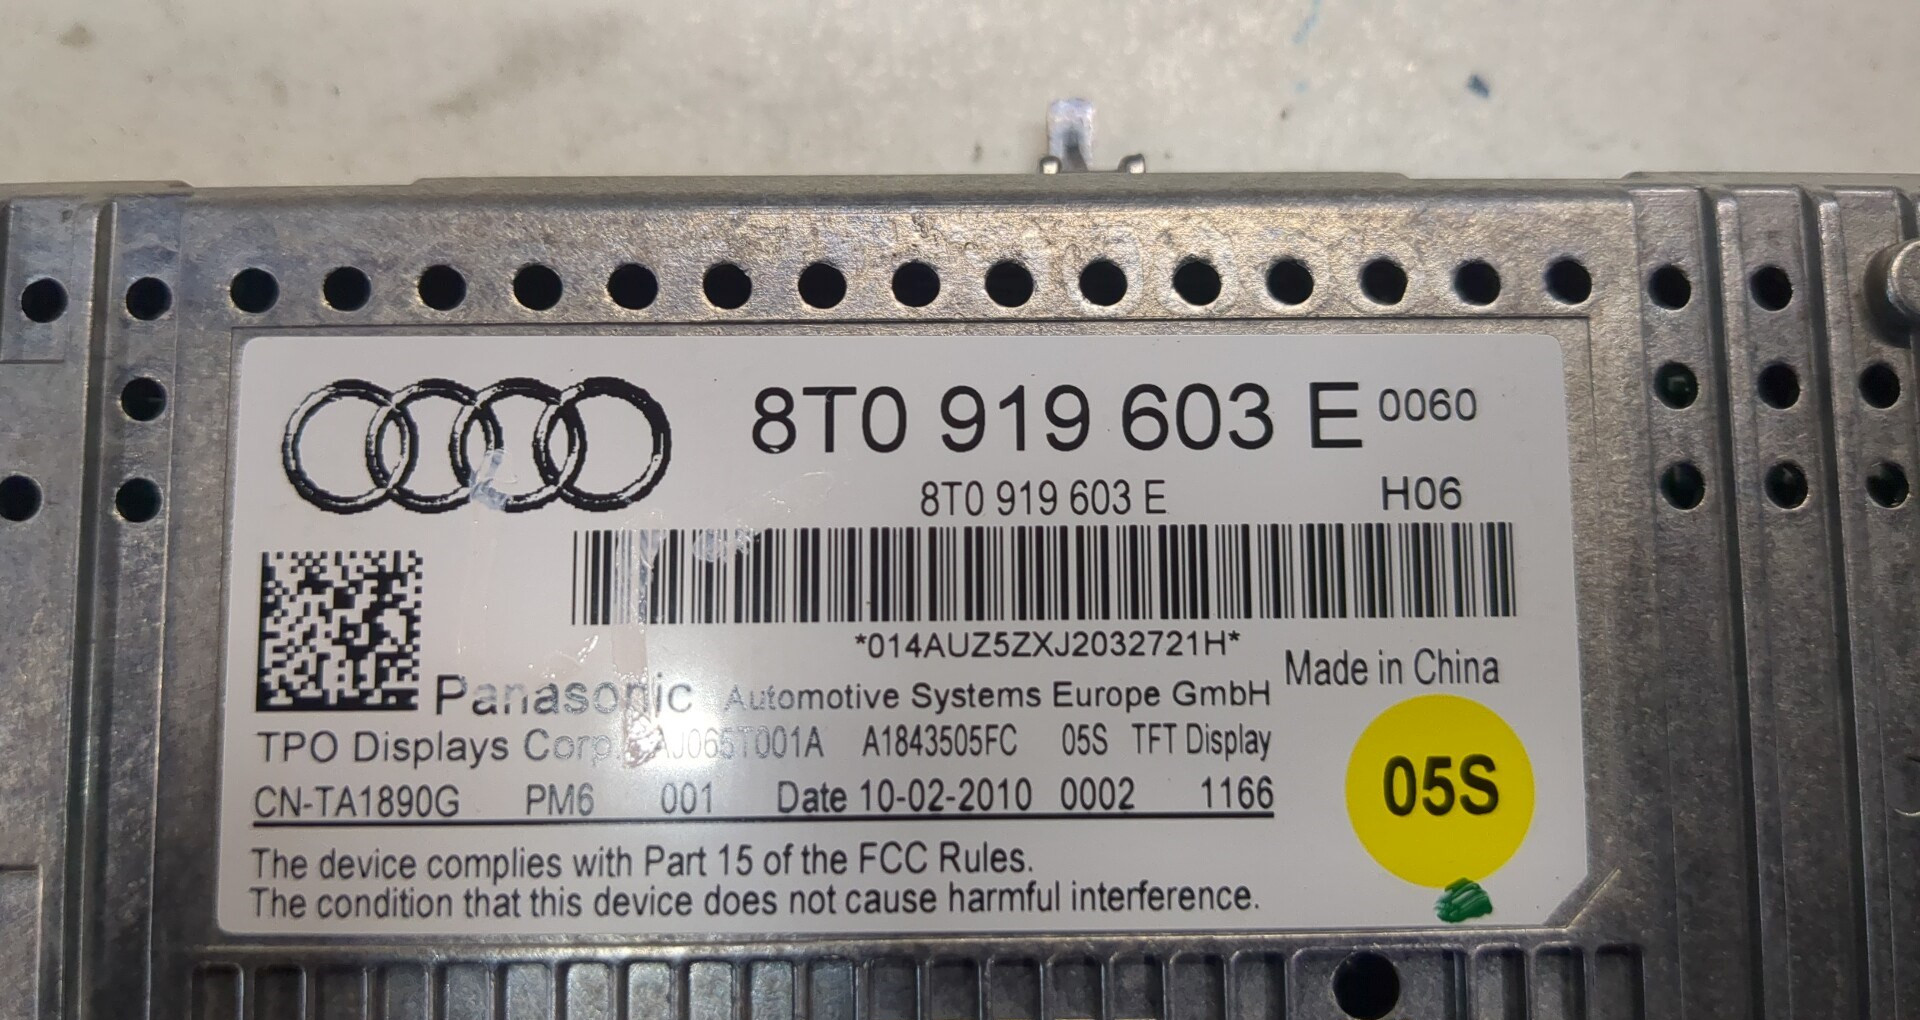 8T0 919 603 E 0060
8T0 919 603 E H06
*014AUZ5ZXJ2032721H*
Made in China
Panasonic Automotive Systems Europe GmbH
TPO Displays Corp. A1843505FC 05S TFT Display
CN-TA1890G PM6 001 Date 10-02-2010 0002 1166
05S
The device complies with Part 15 of the FCC Rules.
The condition that this device does not cause harmful interference.